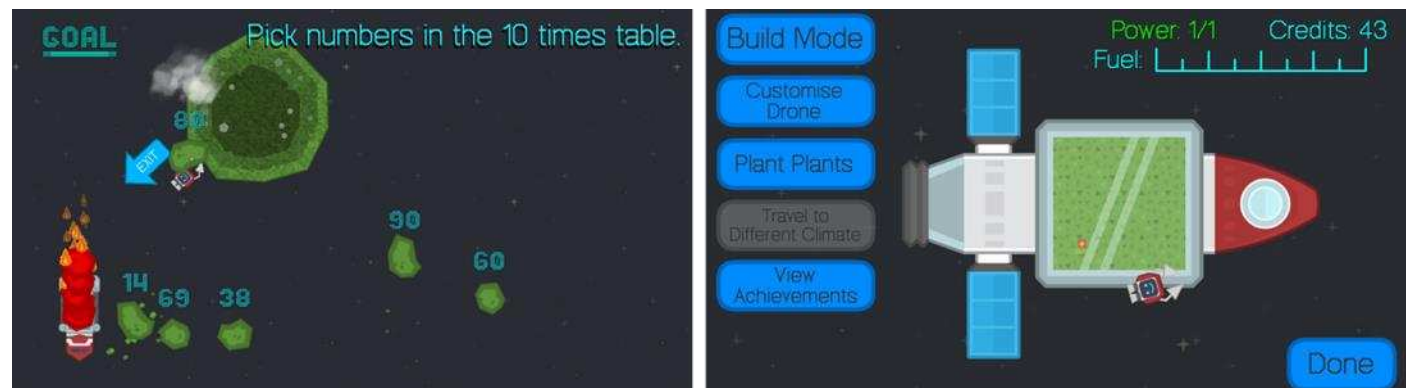 GOAL
Pick numbers in the 10 times table.
80
EXIT
90
60
14
69
38
Build Mode
Customise
Drone
Plant Plants
Travel to
Different Climate
View
Achievements
Power: 1/1
Credits: 43
Fuel:
Done